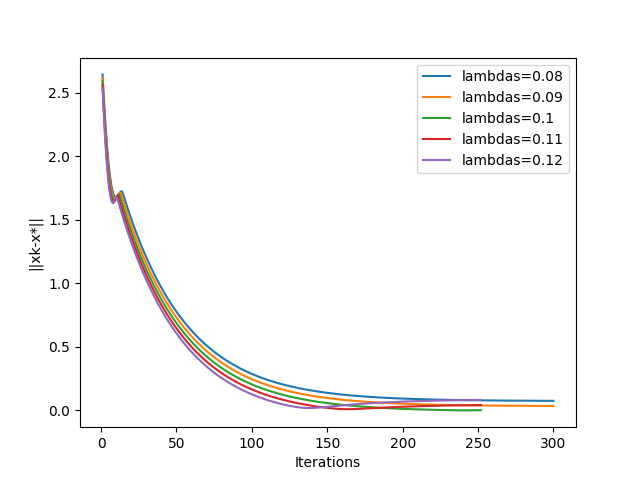 lambdas=0.08
lambdas=0.09
lambdas=0.1
lambdas=0.11
lambdas=0.12
2.5
2.0
1.5
1.0
0.5
0.0
||xk-x*||
0 50 100 150 200 250 300
Iterations